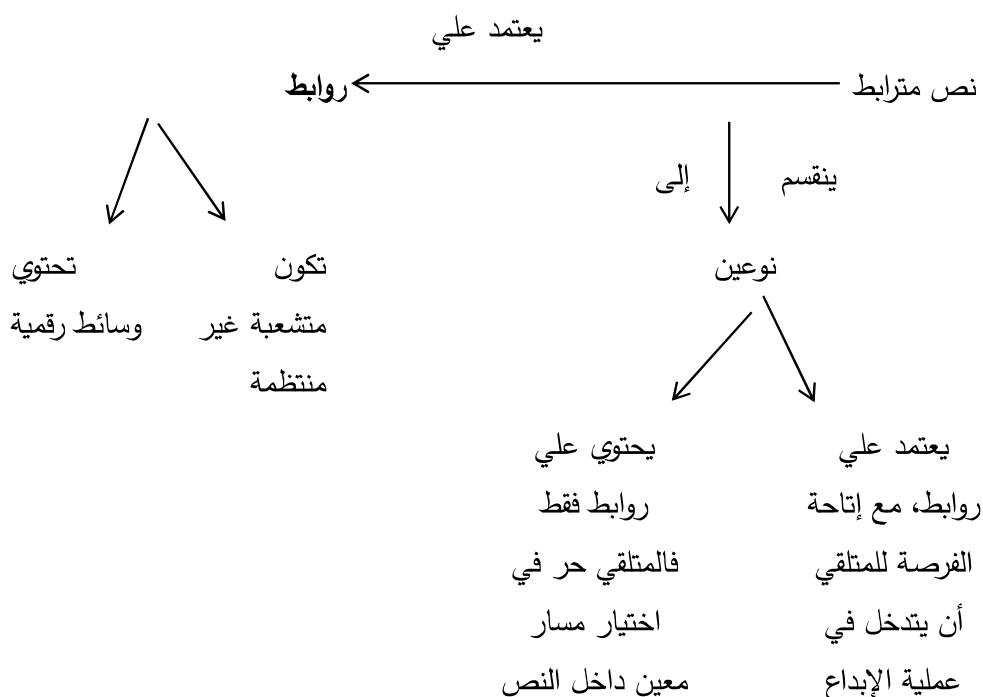 يعتمد علي
نص مترابط
روابط
ينقسم إلى
نوعين
تكون
متشعبة غير
منتظمة
تحتوي
وسائط رقمية
يعتمد علي
روابط، مع إتاحة
الفرصة للمتلقي
أن يتدخل في
عملية الإبداع
يحتوي علي
روابط فقط
فالمتلقي حر في
اختيار مسار
معين داخل النص